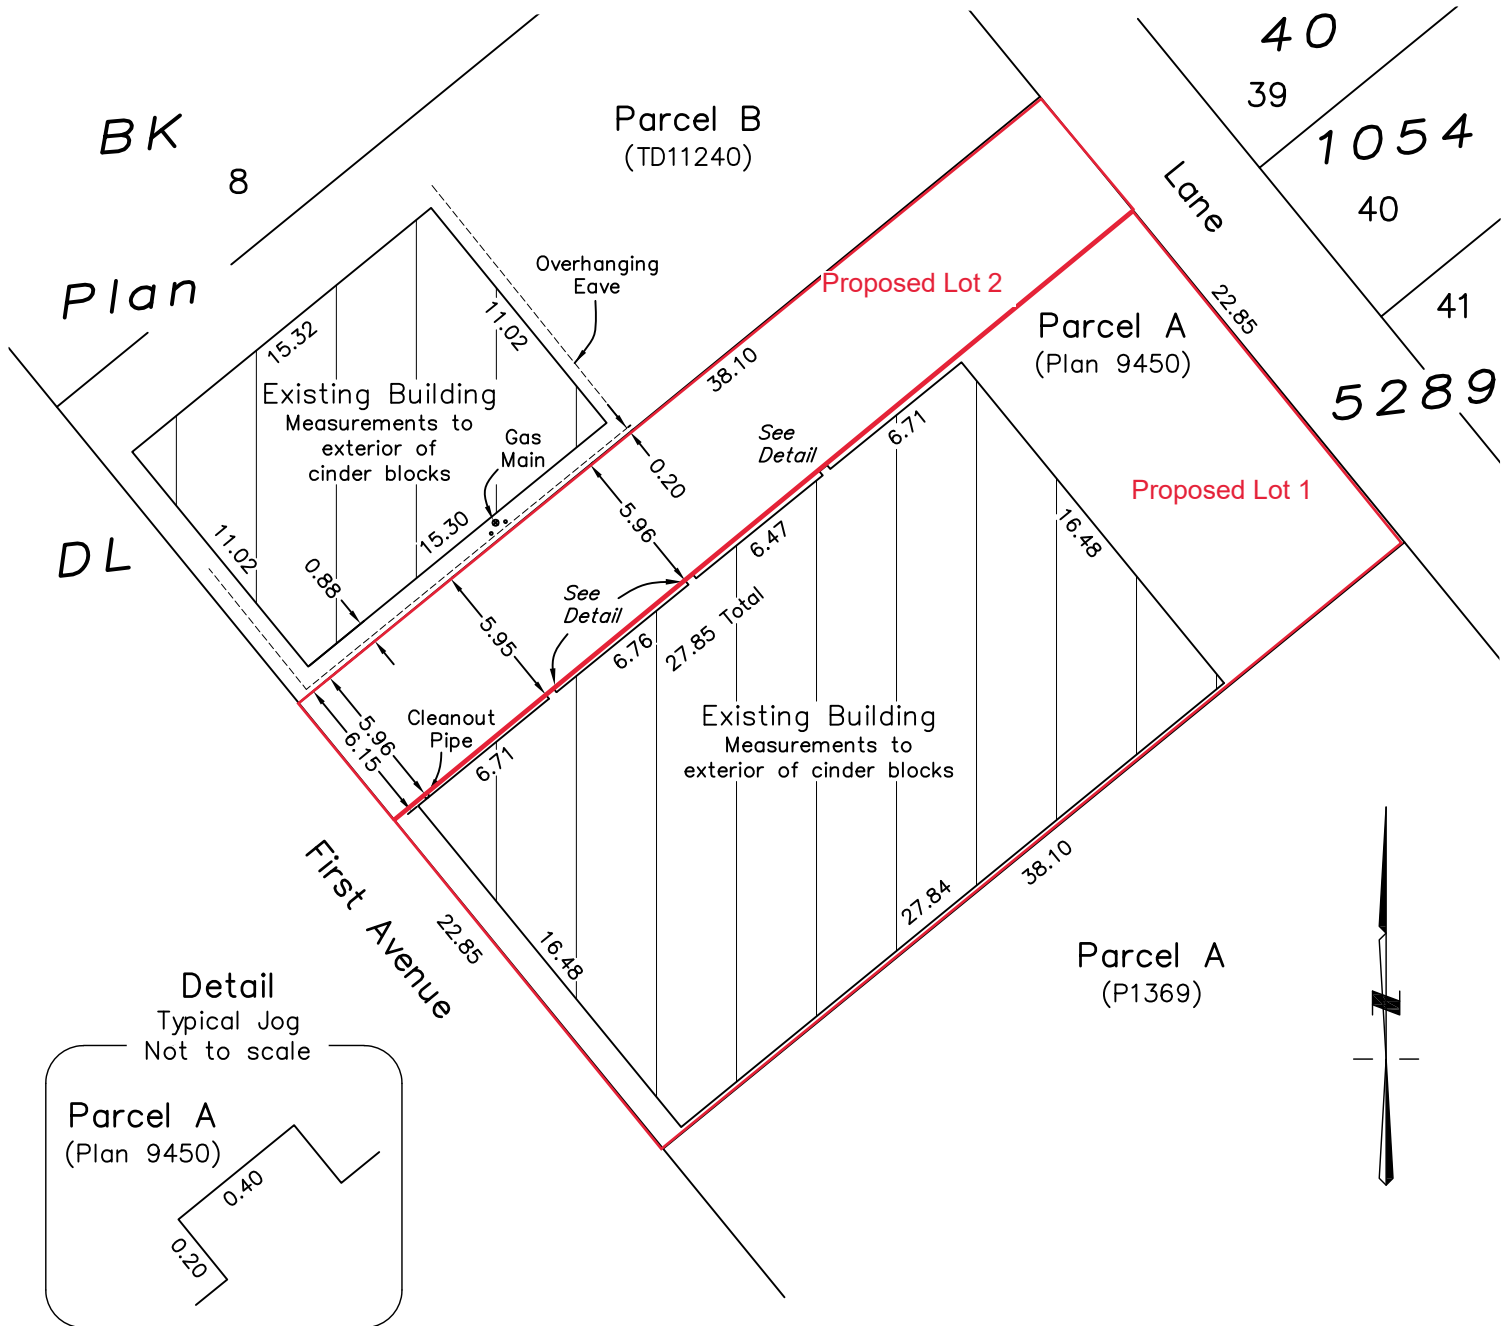 40
39
BK
Parcel B
(TD11240)
1054
8
Lane
40
Overhanging
Eave
Plan
Proposed Lot 2
22.85
41
11.02
15.32
Parcel A
(Plan 9450)
38.10
Existing Building
Measurements to
exterior of
cinder blocks
5289
Gas
Main
See
Detail
6.71
0.20
Proposed Lot 1
5.96
15.30
6.47
16.48
11.02
DL
0.88
See
Detail
27.85 Total
5.95
6.76
Cleanout
Pipe
5.96
6.15
6.71
Existing Building
Measurements to
exterior of cinder blocks
First Avenue
38.10
27.84
22.85
16.48
Parcel A
(P1369)
N
Detail
Typical Jog
Not to scale
Parcel A
(Plan 9450)
0.40
0.20